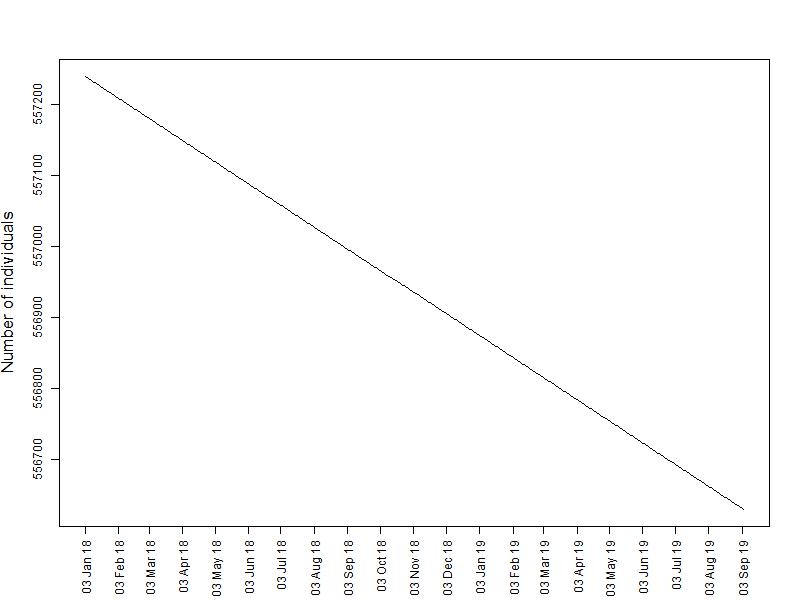 Number of individuals
557200
557100
557000
556900
556800
556700
03 Jan 18
03 Feb 18
03 Mar 18
03 Apr 18
03 May 18
03 Jun 18
03 Jul 18
03 Aug 18
03 Sep 18
03 Oct 18
03 Nov 18
03 Dec 18
03 Jan 19
03 Feb 19
03 Mar 19
03 Apr 19
03 May 19
03 Jun 19
03 Jul 19
03 Aug 19
03 Sep 19